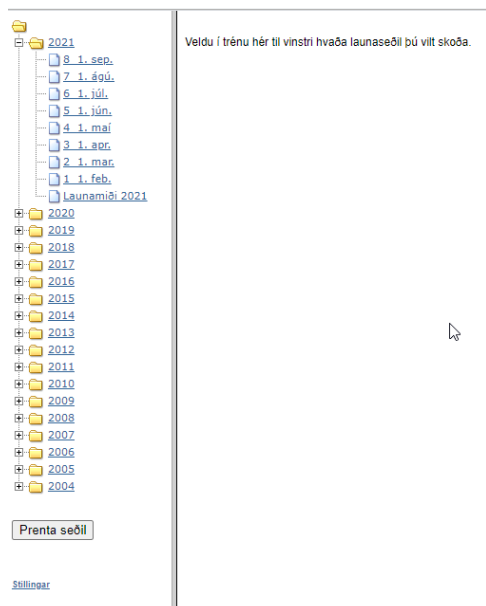 2021
8 1. sep.
7 1. ágú.
6 1. júl.
5 1. jún.
4 1. maí
3 1. apr.
2 1. mar.
1 1. feb.
Launamiði 2021
2020
2019
2018
2017
2016
2015
2014
2013
2012
2011
2010
2009
2008
2007
2006
2005
2004
Prenta seðil
Stillingar
Veldu í trénu hér til vinstri hvaða launaseðil þú vilt skoða.